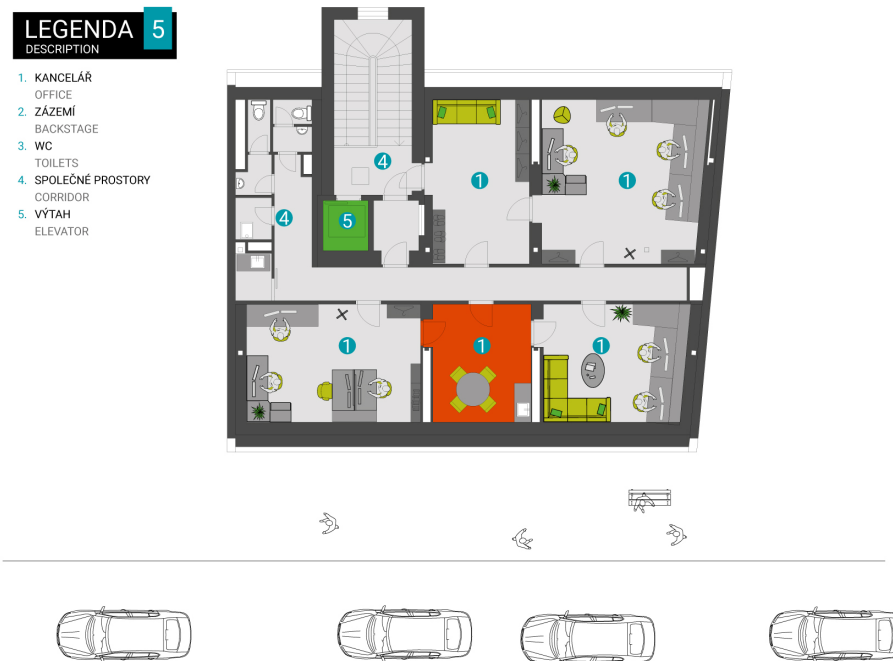 LEGENDA 5
DESCRIPTION
1. KANCELÁŘ
OFFICE
2. ZÁZEMÍ
BACKSTAGE
3. WC
TOILETS
4. SPOLEČNÉ PROSTORY
CORRIDOR
5. VÝTAH
ELEVATOR
4
1
1
4
5
1
1
1